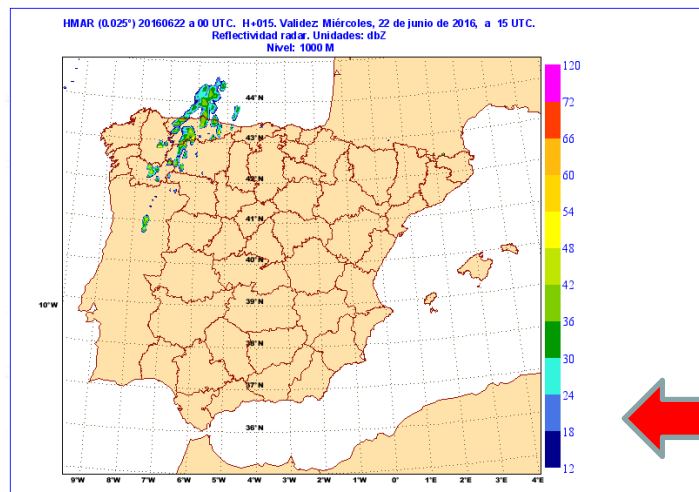 HMAR (0.025°) 20160622 a 00 UTC. H+015. Validez: Miércoles, 22 de junio de 2016, a 15 UTC.
Reflectividad radar. Unidades: dbZ
Nivel: 1000 M
120
72
66
60
54
48
42
36
30
24
18
12
44°N
43°N
42°N
41°N
40°N
39°N
38°N
37°N
36°N
10°W
9°W 8°W 7°W 6°W 5°W 4°W 3°W 2°W 1°W 0° 1°E 2°E 3°E 4°E